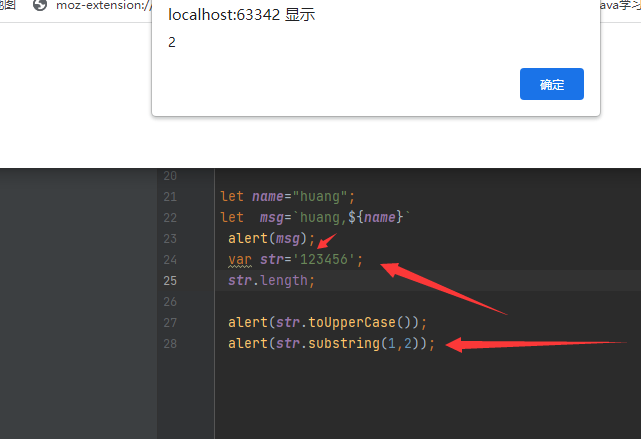 地图 moz-extension:// ava学习
localhost:63342 显示
2
确定
20
21 let name="huang";
22 let  msg=`huang,${name}`
23 alert(msg);
24 var str='123456';
25 str.length;
26
27 alert(str.toUpperCase());
28 alert(str.substring(1,2));